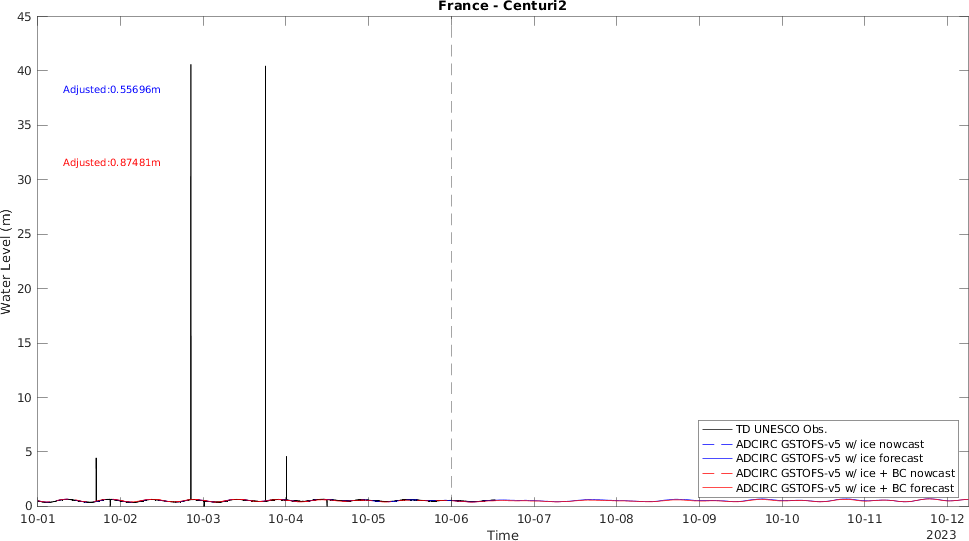 France - Centuri2
45
40
35
30
25
20
15
10
5
0
Water Level (m)
Adjusted:0.55696m
Adjusted:0.87481m
TD UNESCO Obs.
ADCIRC GSTOFS-v5 w/ ice nowcast
ADCIRC GSTOFS-v5 w/ ice forecast
ADCIRC GSTOFS-v5 w/ ice + BC nowcast
ADCIRC GSTOFS-v5 w/ ice + BC forecast
10-01 10-02 10-03 10-04 10-05 10-06 10-07 10-08 10-09 10-10 10-11 10-12
Time
2023